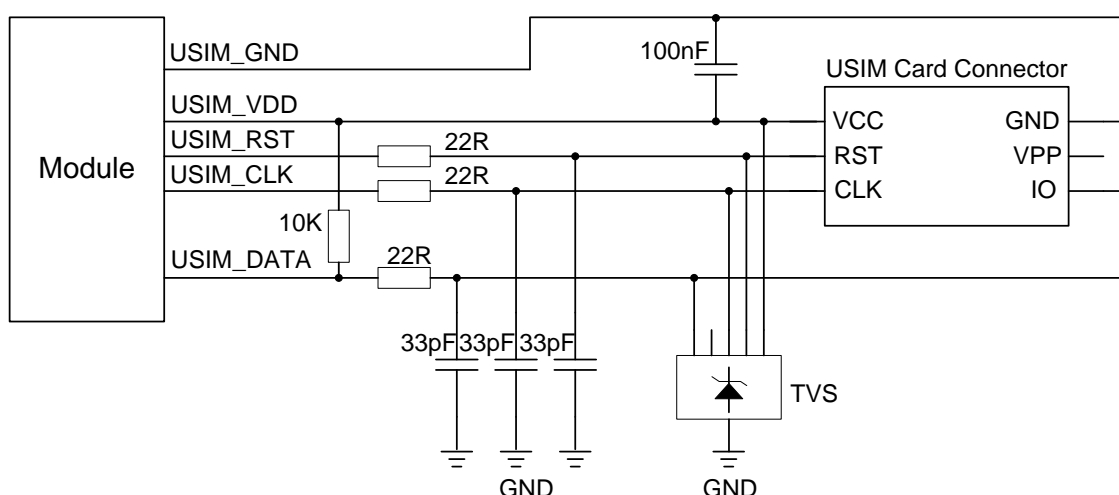 USIM_GND
100nF
USIM Card Connector
USIM_VDD
VCC
GND
Module
USIM_RST
22R
RST
VPP
USIM_CLK
22R
CLK
IO
10K
USIM_DATA
22R
33pF 33pF 33pF
TVS
GND
GND